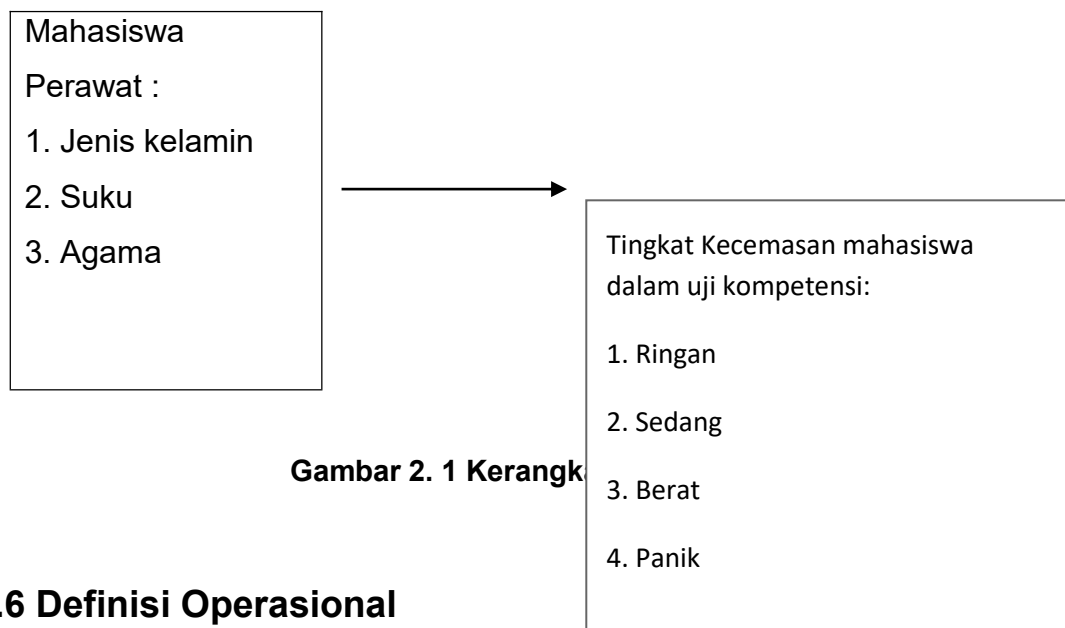 Mahasiswa
Perawat :
1. Jenis kelamin
2. Suku
3. Agama
Tingkat Kecemasan mahasiswa
dalam uji kompetensi:
1. Ringan
2. Sedang
3. Berat
4. Panik
Gambar 2. 1
.6 Definisi Operasional